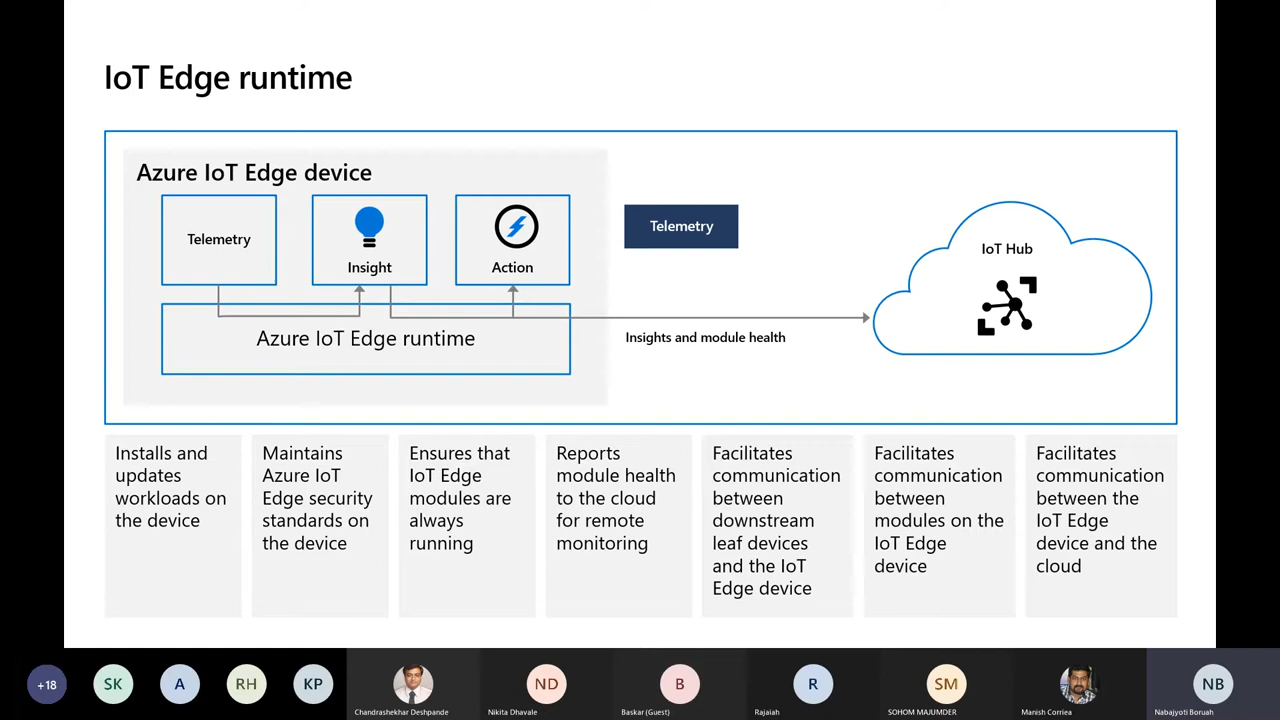 IoT Edge runtime
Azure IoT Edge device
Telemetry
Insight
Action
Telemetry
IoT Hub
Azure IoT Edge runtime
Insights and module health
Installs and
updates
workloads on
the device
Maintains
Azure IoT
Edge security
standards on
the device
Ensures that
IoT Edge
modules are
always
running
Reports
module health
to the cloud
for remote
monitoring
Facilitates
communication
between
downstream
leaf devices
and the IoT
Edge device
Facilitates
communication
between
modules on the
IoT Edge
device
Facilitates
communication
between the
IoT Edge
device and the
cloud
+18
SK
A
RH
KP
Chandrashekhar Deshpande
ND
Nikita Dhavale
B
Baskar (Guest)
R
Rajaiah
SM
SOHOM MAJUMDER
Manish Corriea
NB
Nabajyoti Boruah